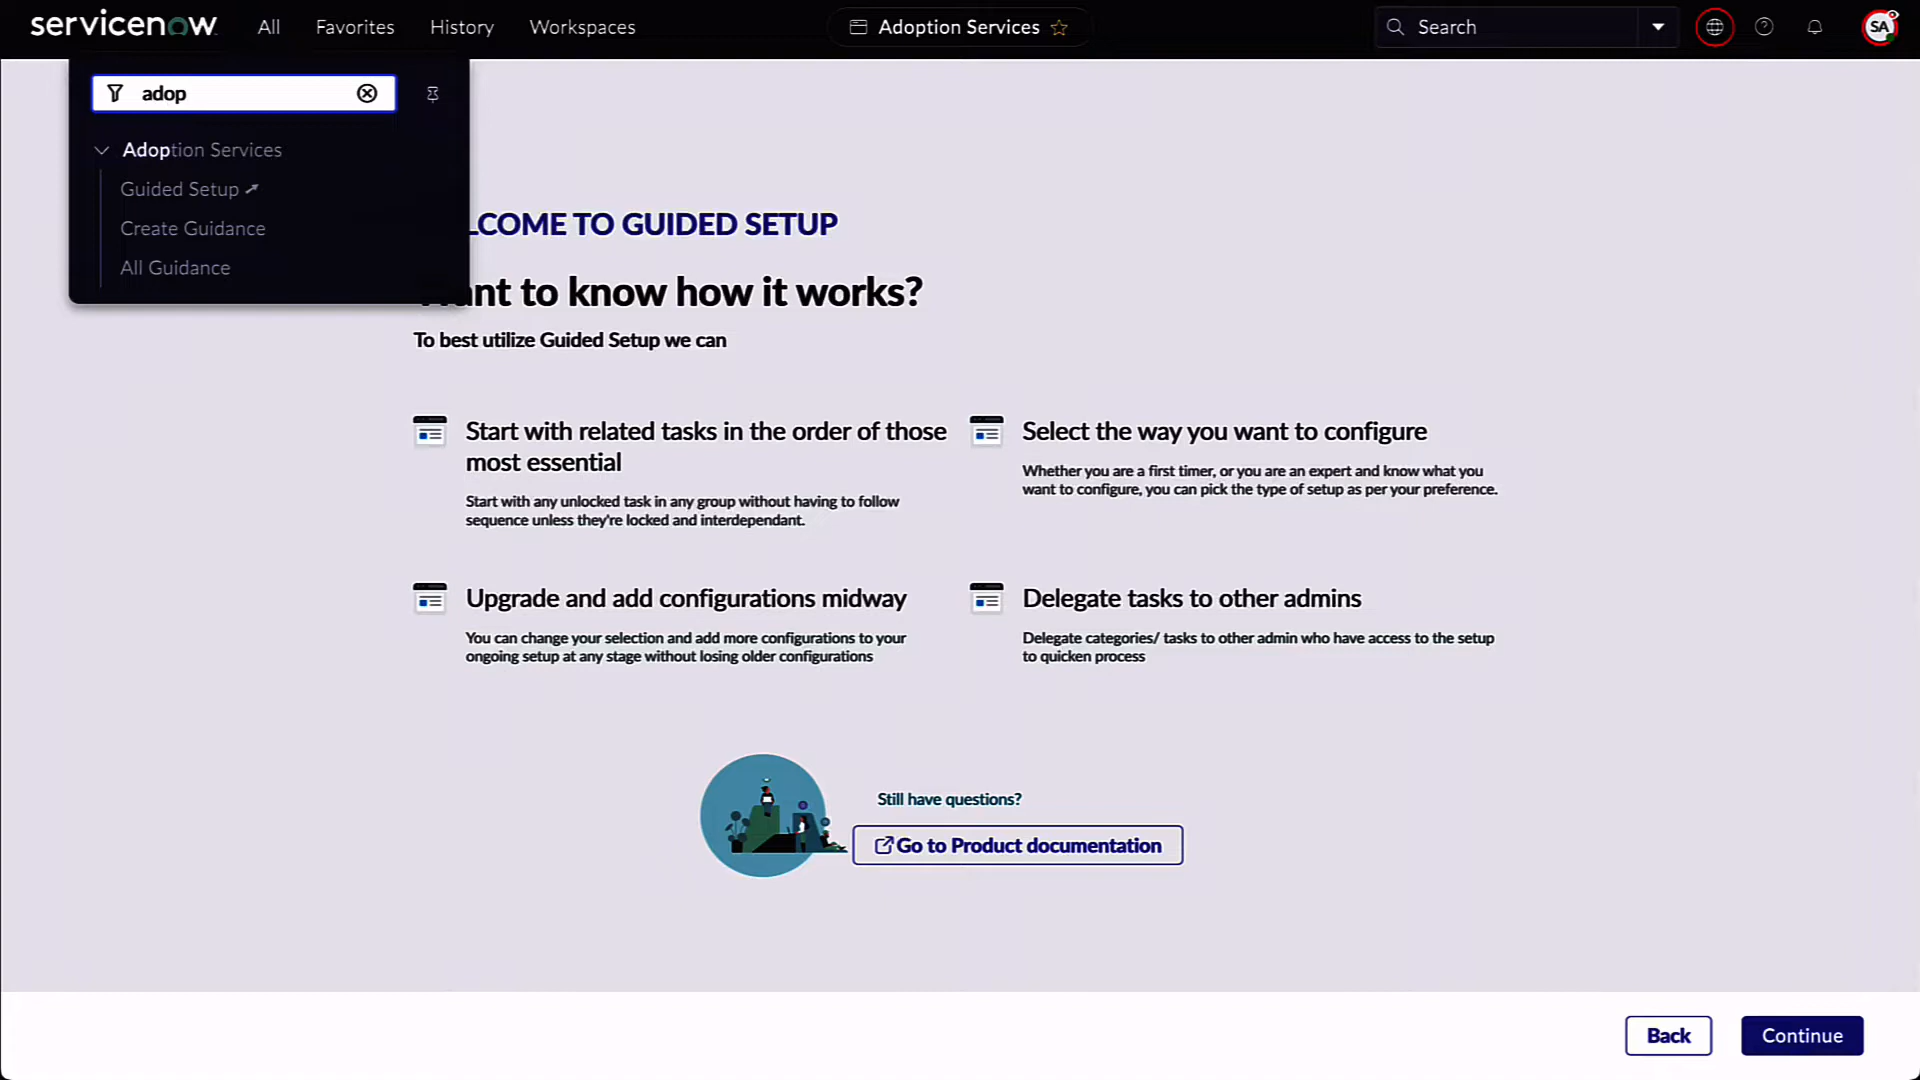 servicenow
All
Favorites
History
Workspaces
Adoption Services
Search
SA
adop
Adoption Services
Guided Setup
Create Guidance
All Guidance
LCOME TO GUIDED SETUP
ant to know how it works?
To best utilize Guided Setup we can
Start with related tasks in the order of those
most essential
Start with any unlocked task in any group without having to follow
sequence unless they're locked and interdependant.
Select the way you want to configure
Whether you are a first timer, or you are an expert and know what you
want to configure, you can pick the type of setup as per your preference.
Upgrade and add configurations midway
You can change your selection and add more configurations to your
ongoing setup at any stage without losing older configurations
Delegate tasks to other admins
Delegate categories/ tasks to other admin who have access to the setup
to quicken process
Still have questions?
Go to Product documentation
Back
Continue